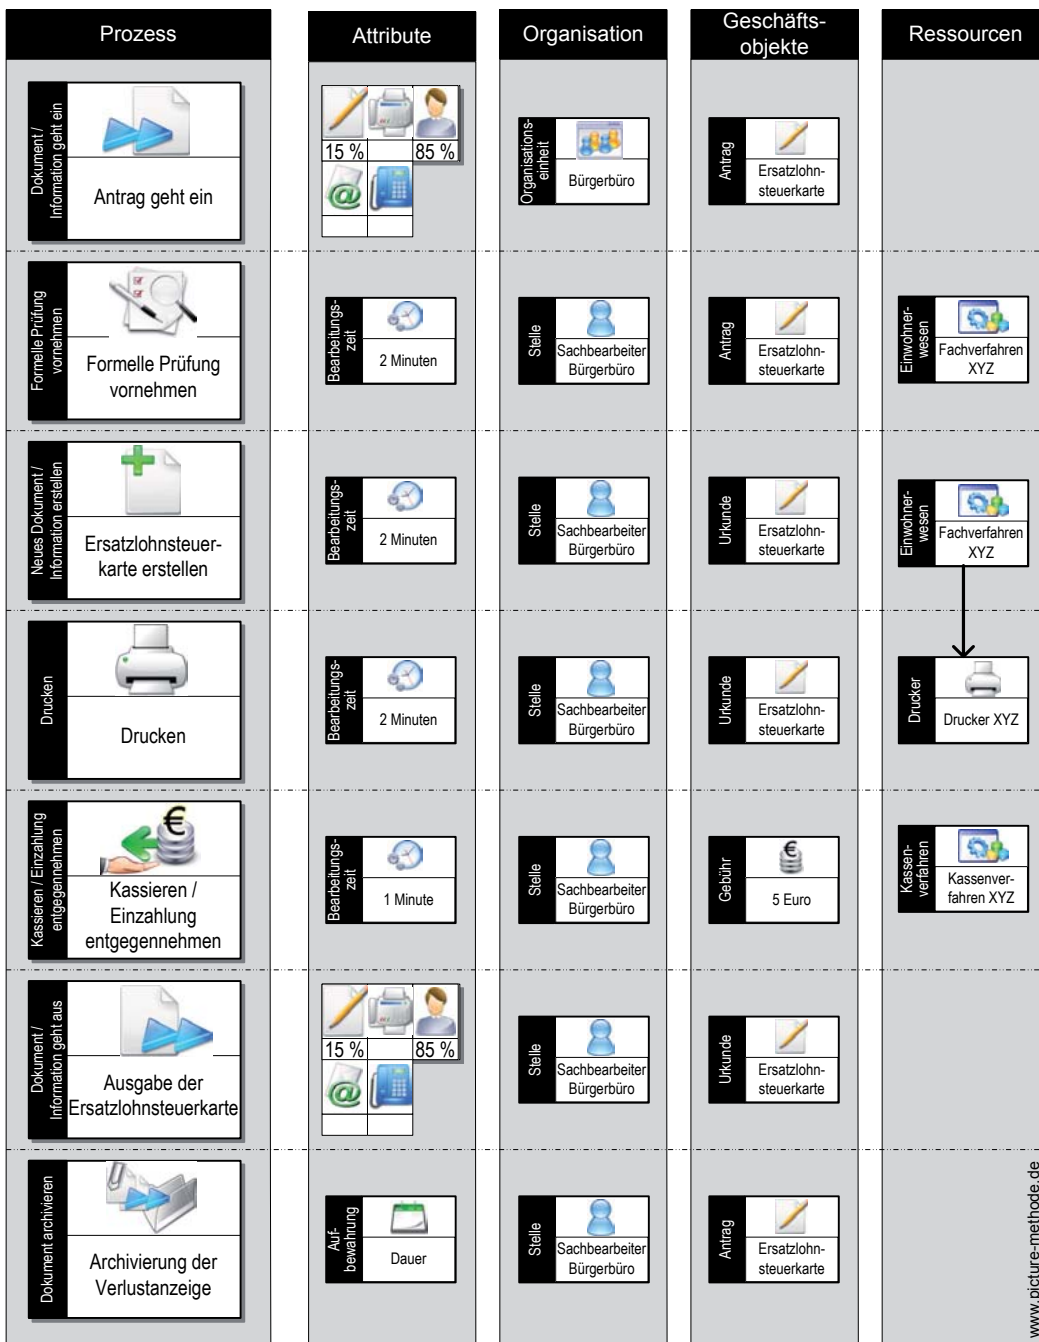 Prozess
Attribute
Organisation
Geschäfts-
objekte
Ressourcen
Dokument /
Information geht ein
Antrag geht ein
15 %
85 %
Organisations-
einheit
Bürgerbüro
Antrag
Ersatzlohn-
steuerkarte
Formelle Prüfung
vornehmen
Formelle Prüfung
vornehmen
Bearbeitungs-
zeit
2 Minuten
Stelle
Sachbearbeiter
Bürgerbüro
Antrag
Ersatzlohn-
steuerkarte
Einwohner-
wesen
Fachverfahren
XYZ
Neues Dokument /
Information erstellen
Ersatzlohnsteuer-
karte erstellen
Bearbeitungs-
zeit
2 Minuten
Stelle
Sachbearbeiter
Bürgerbüro
Urkunde
Ersatzlohn-
steuerkarte
Einwohner-
wesen
Fachverfahren
XYZ
Drucken
Drucken
Bearbeitungs-
zeit
2 Minuten
Stelle
Sachbearbeiter
Bürgerbüro
Urkunde
Ersatzlohn-
steuerkarte
Drucker
Drucker XYZ
Kassieren / Einzahlung
entgegennehmen
€
Kassieren /
Einzahlung
entgegennehmen
Bearbeitungs-
zeit
1 Minute
Stelle
Sachbearbeiter
Bürgerbüro
Gebühr
€
5 Euro
Kassen-
verfahren
Kassenver-
fahren XYZ
Dokument /
Information geht aus
Ausgabe der
Ersatzlohnsteuerkarte
15 %
85 %
Stelle
Sachbearbeiter
Bürgerbüro
Urkunde
Ersatzlohn-
steuerkarte
Dokument archivieren
Archivierung der
Verlustanzeige
Auf-
bewahrung
Dauer
Stelle
Sachbearbeiter
Bürgerbüro
Antrag
Ersatzlohn-
steuerkarte
www.picture-methode.de